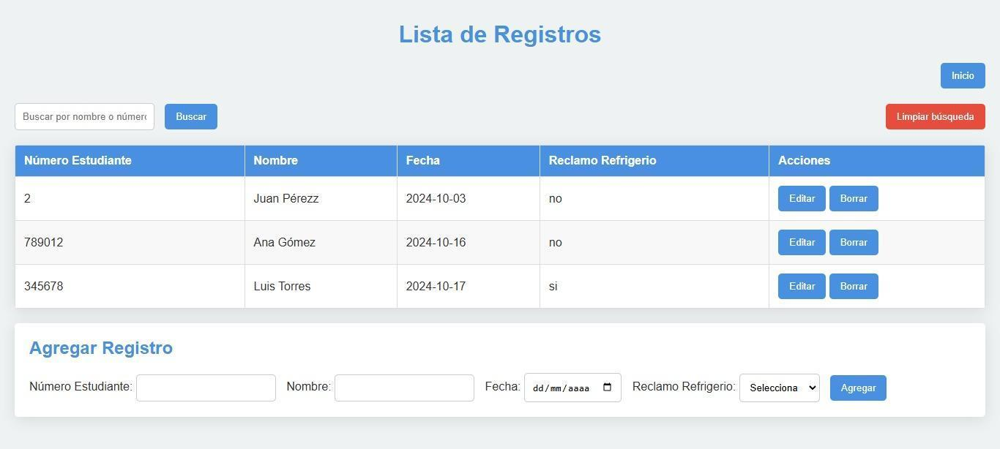 Lista de Registros
Inicio
Buscar por nombre o número Buscar Limpiar búsqueda
Número Estudiante Nombre Fecha Reclamo Refrigerio Acciones
2 Juan Pérezz 2024-10-03 no Editar Borrar
789012 Ana Gómez 2024-10-16 no Editar Borrar
345678 Luis Torres 2024-10-17 si Editar Borrar
Agregar Registro
Número Estudiante: Nombre: Fecha: dd/mm/aaaa Reclamo Refrigerio: Selecciona Agregar